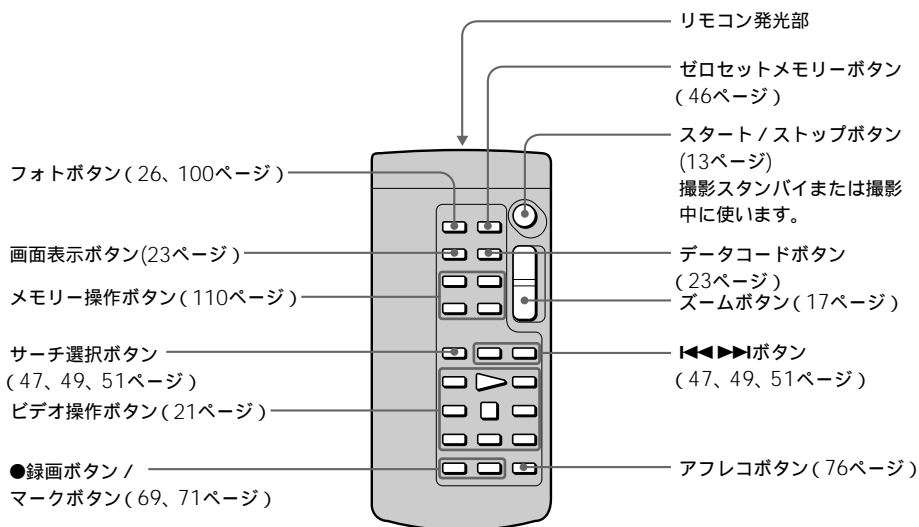 リモコン発光部
ゼロセットメモリーボタン
( 46ページ )
スタート / ストップボタン
(13ページ)
撮影スタンバイまたは撮影
中に使います。
フォトボタン( 26、100ページ )
画面表示ボタン(23ページ )
データコードボタン
( 23ページ )
メモリー操作ボタン( 110ページ )
ズームボタン( 17ページ )
サーチ選択ボタン
( 47、49、51ページ )
⏮ ⏭ボタン
( 47、49、51ページ )
ビデオ操作ボタン( 21ページ )
●録画ボタン /
マークボタン( 69、71ページ )
アフレコボタン( 76ページ )